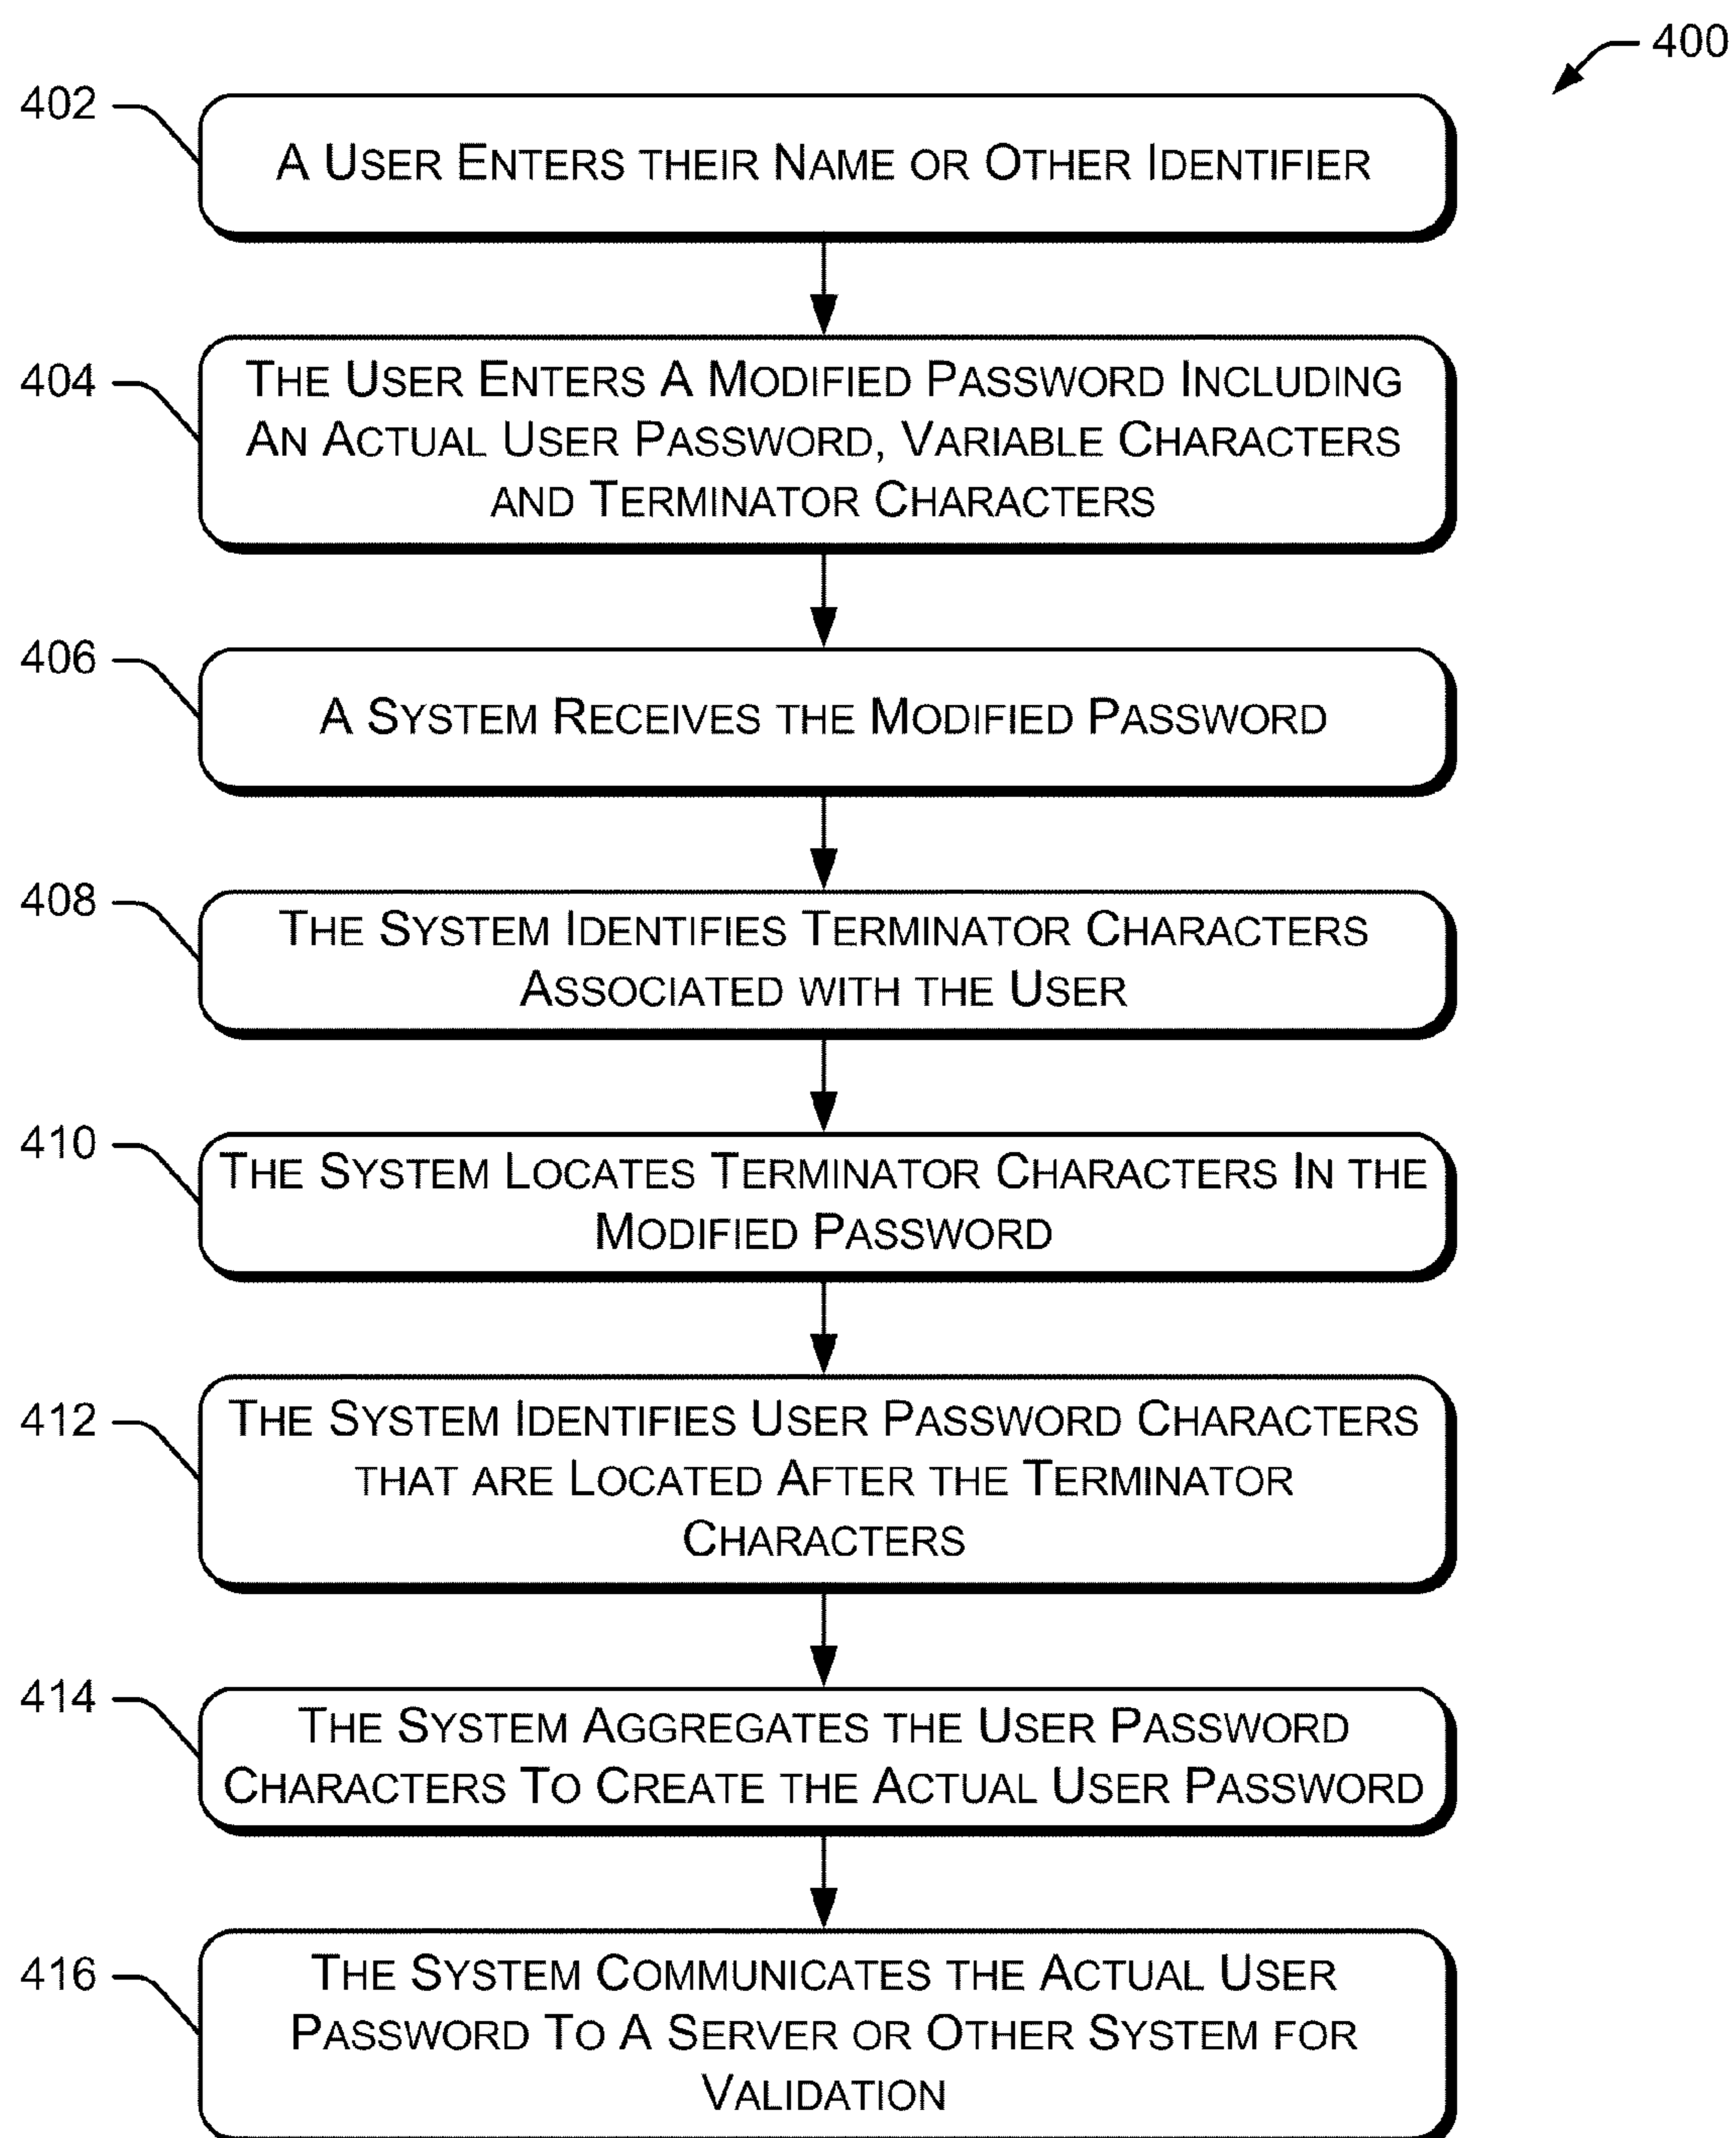 400
402
A USER ENTERS THEIR NAME OR OTHER IDENTIFIER
404
THE USER ENTERS A MODIFIED PASSWORD INCLUDING
AN ACTUAL USER PASSWORD, VARIABLE CHARACTERS
AND TERMINATOR CHARACTERS
406
A SYSTEM RECEIVES THE MODIFIED PASSWORD
408
THE SYSTEM IDENTIFIES TERMINATOR CHARACTERS
ASSOCIATED WITH THE USER
410
THE SYSTEM LOCATES TERMINATOR CHARACTERS IN THE
MODIFIED PASSWORD
412
THE SYSTEM IDENTIFIES USER PASSWORD CHARACTERS
THAT ARE LOCATED AFTER THE TERMINATOR
CHARACTERS
414
THE SYSTEM AGGREGATES THE USER PASSWORD
CHARACTERS TO CREATE THE ACTUAL USER PASSWORD
416
THE SYSTEM COMMUNICATES THE ACTUAL USER
PASSWORD TO A SERVER OR OTHER SYSTEM FOR
VALIDATION